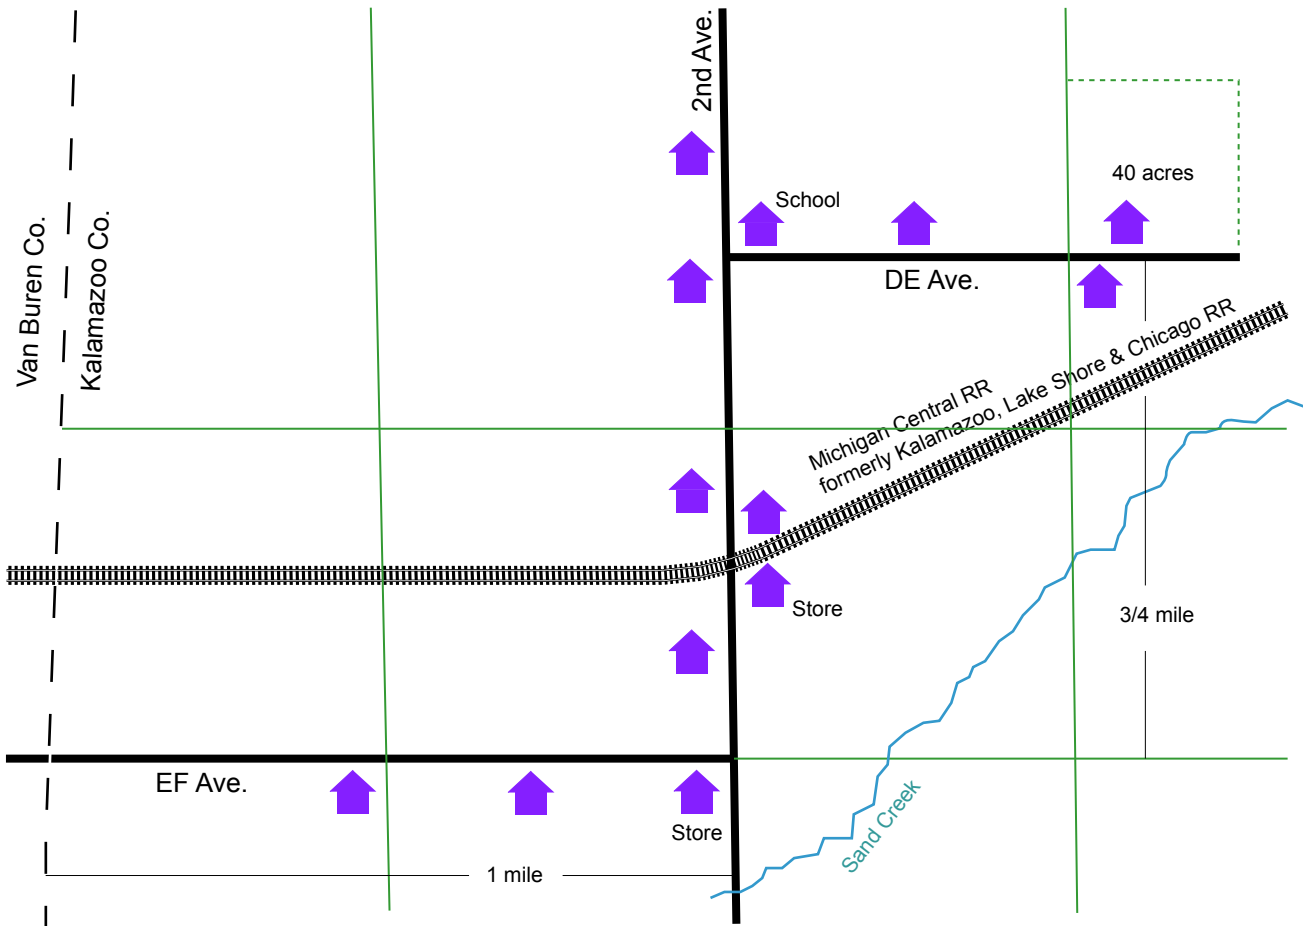 2nd Ave.
40 acres
School
Van Buren Co.
Kalamazoo Co.
DE Ave.
Michigan Central RR
formerly Kalamazoo, Lake Shore & Chicago RR
Store
3/4 mile
EF Ave.
Store
Sand Creek
1 mile